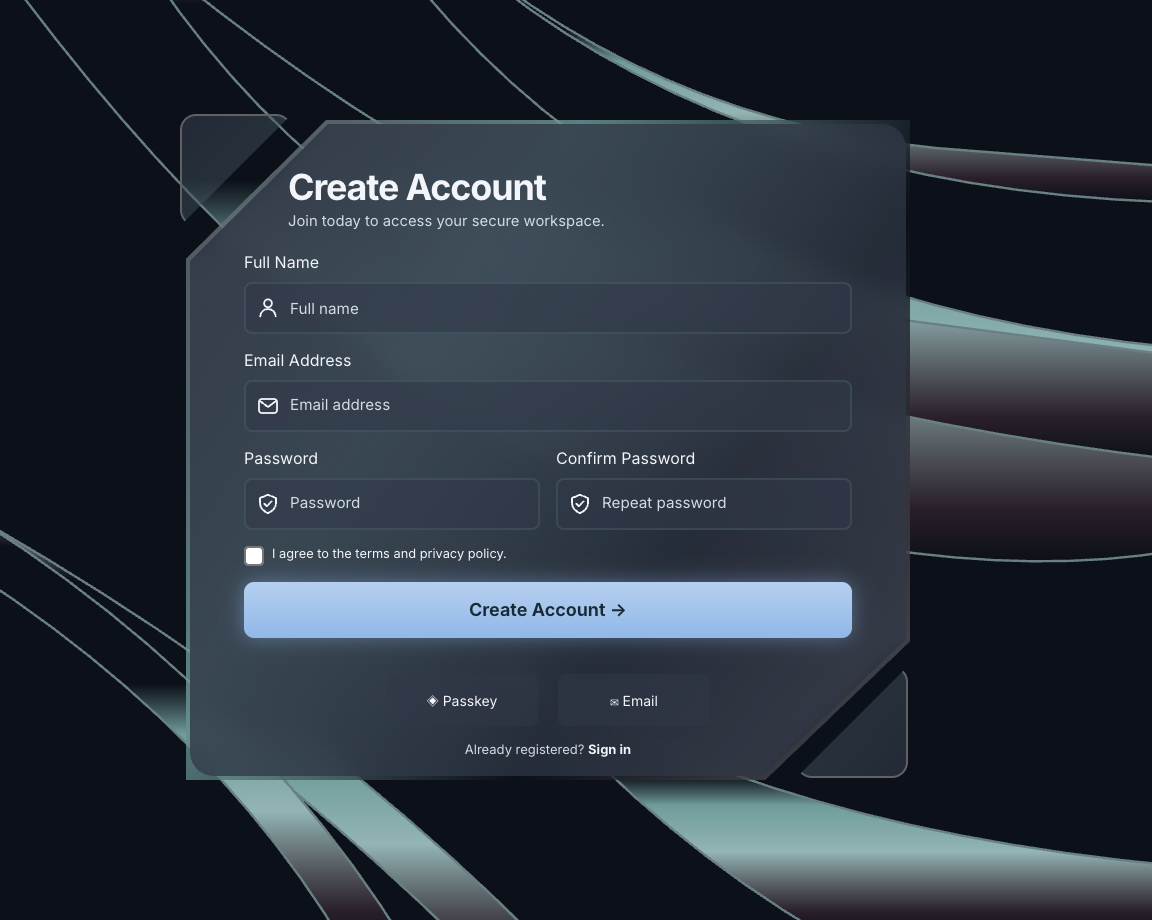 Create Account
Join today to access your secure workspace.
Full Name
Full name
Email Address
Email address
Password
Confirm Password
Password
Repeat password
I agree to the terms and privacy policy.
Create Account →
◈ Passkey
✉ Email
Already registered? Sign in